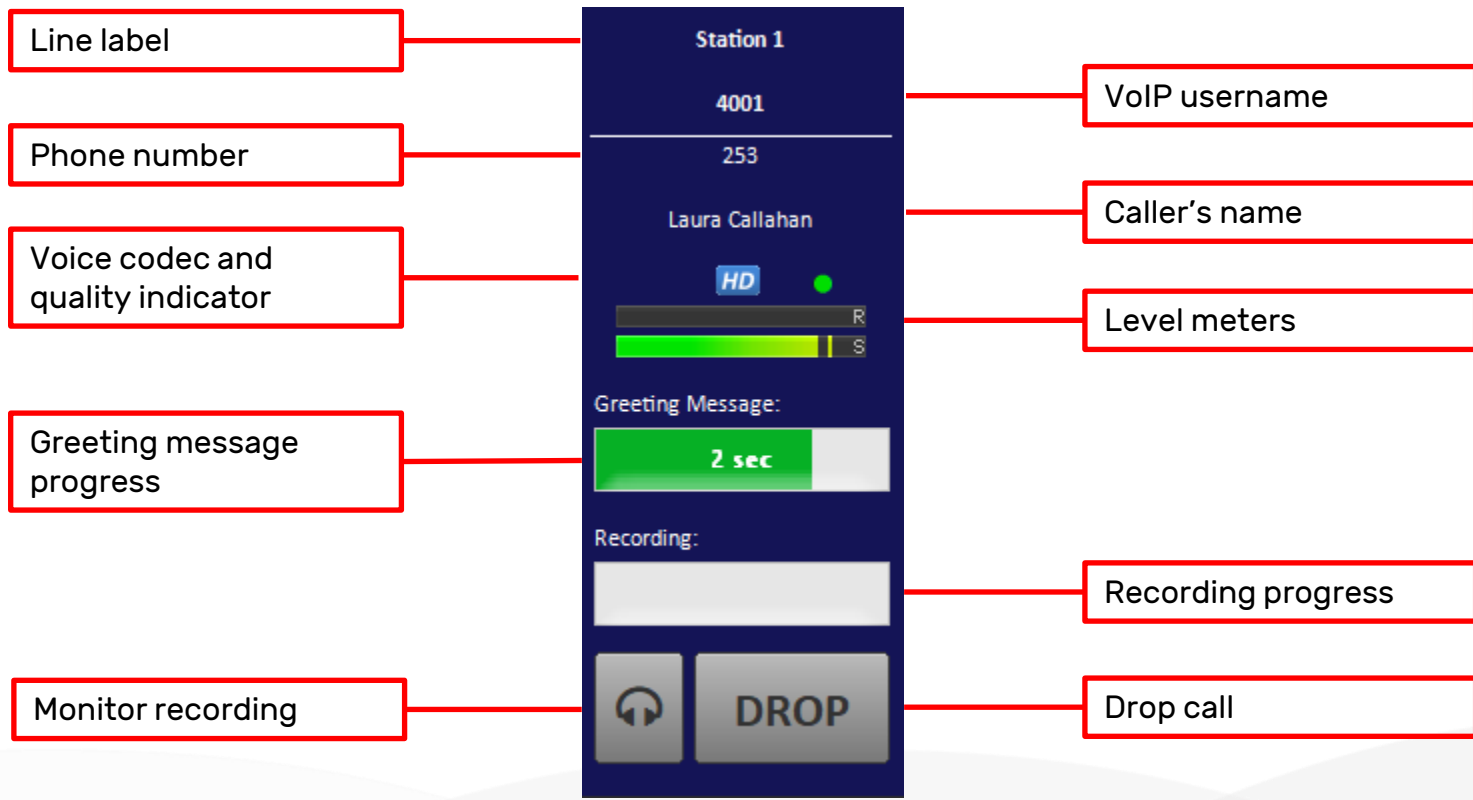 Line label
Phone number
Voice codec and
quality indicator
Greeting message
progress
Monitor recording
Station 1
4001
253
Laura Callahan
HD
R
S
Greeting Message:
2 sec
Recording:
DROP
VoIP username
Caller’s name
Level meters
Recording progress
Drop call